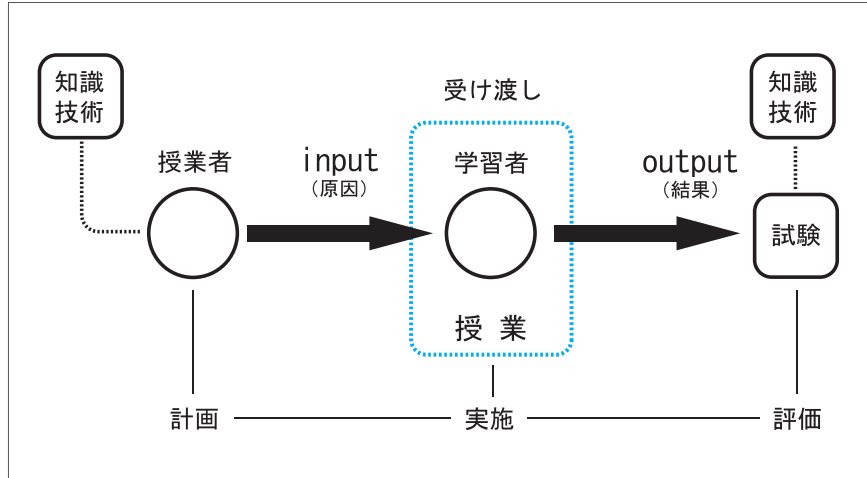 知識
技術
授業者
input
（原因）
受け渡し
学習者
授 業
output
（結果）
知識
技術
試験
計画
実施
評価